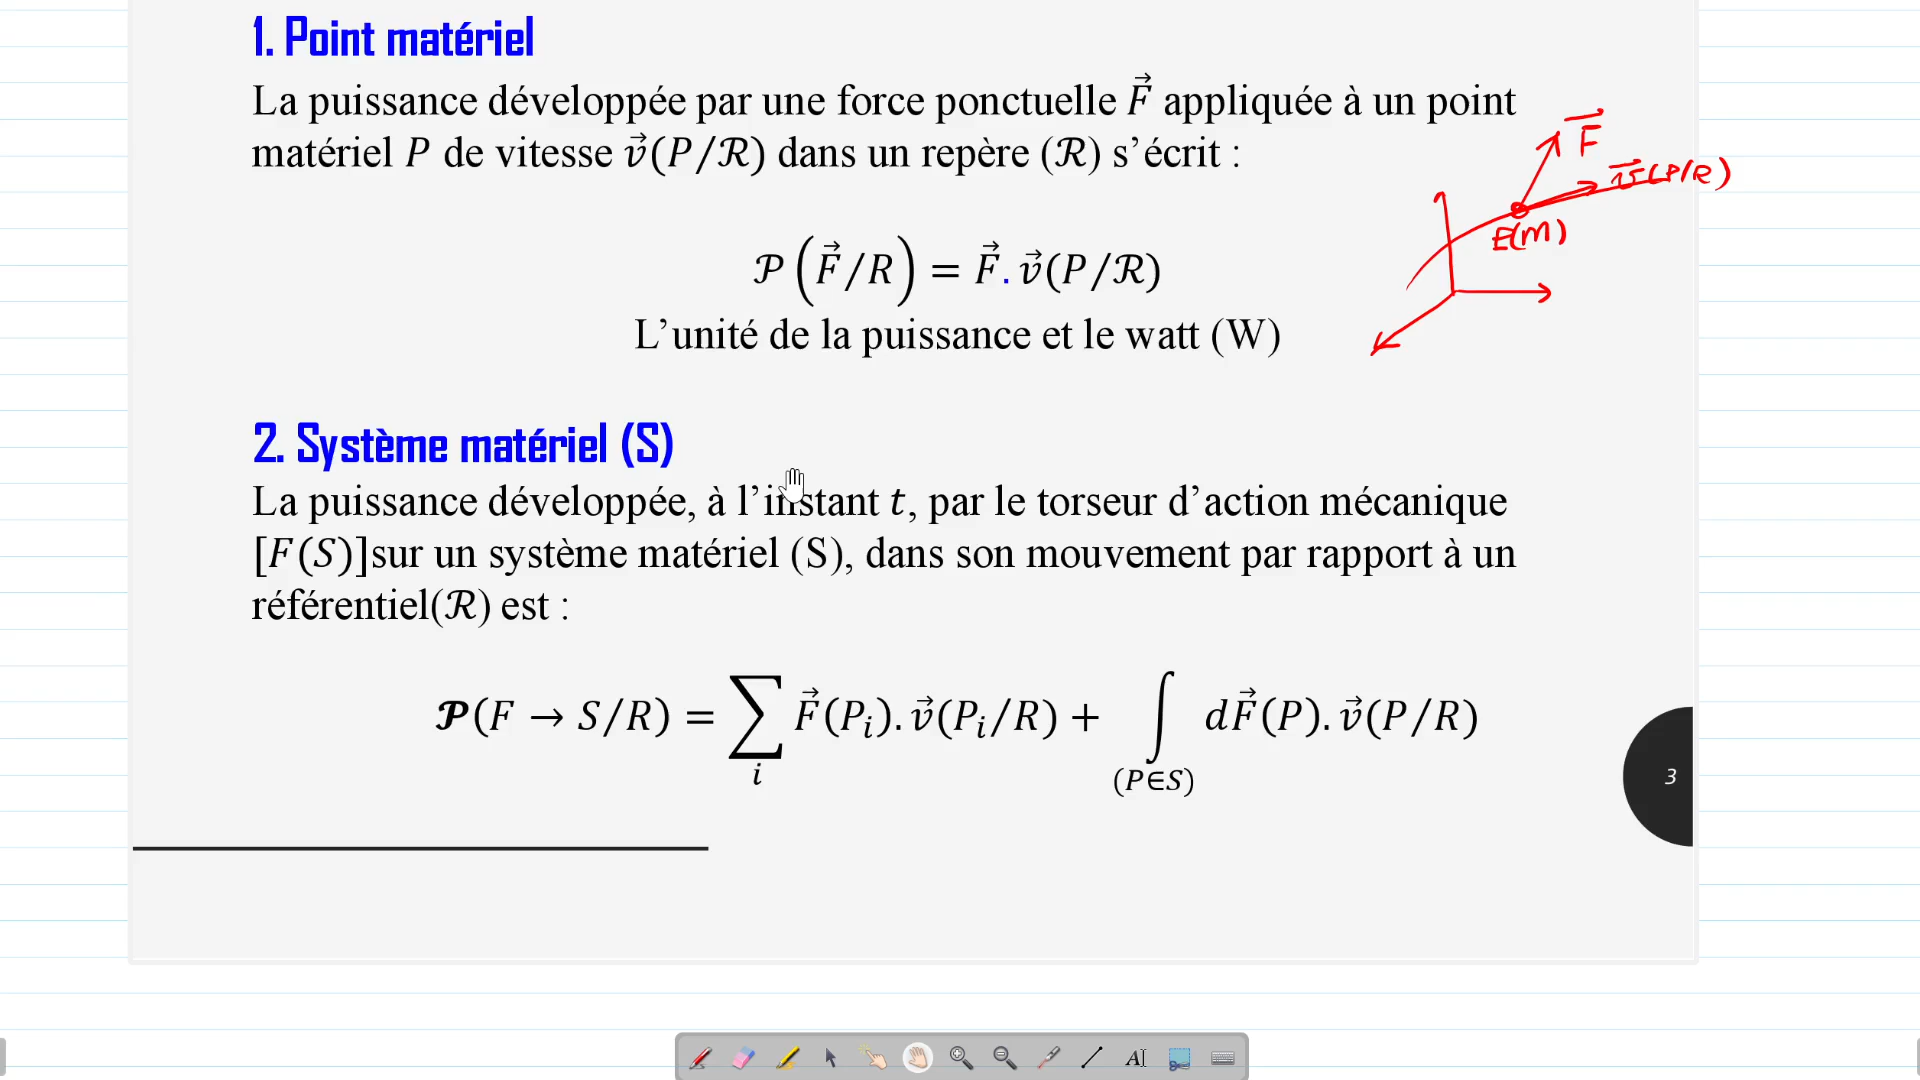 1. Point matériel
La puissance développée par une force ponctuelle F⃗ appliquée à un point
matériel P de vitesse v⃗(P/ℛ) dans un repère (ℛ) s’écrit :
F⃗
v⃗(P/R)
E(m)
𝒫(F⃗/R) = F⃗. v⃗(P/ℛ)
L’unité de la puissance et le watt (W)
2. Système matériel (S)
La puissance développée, à l’instant t, par le torseur d’action mécanique
[F(S)]sur un système matériel (S), dans son mouvement par rapport à un
référentiel(ℛ) est :
𝓟(F → S/R) = ∑ F⃗(Pᵢ). v⃗(Pᵢ/R) + ∫ dF⃗(P). v⃗(P/R)
i (P∈S)
3
AI